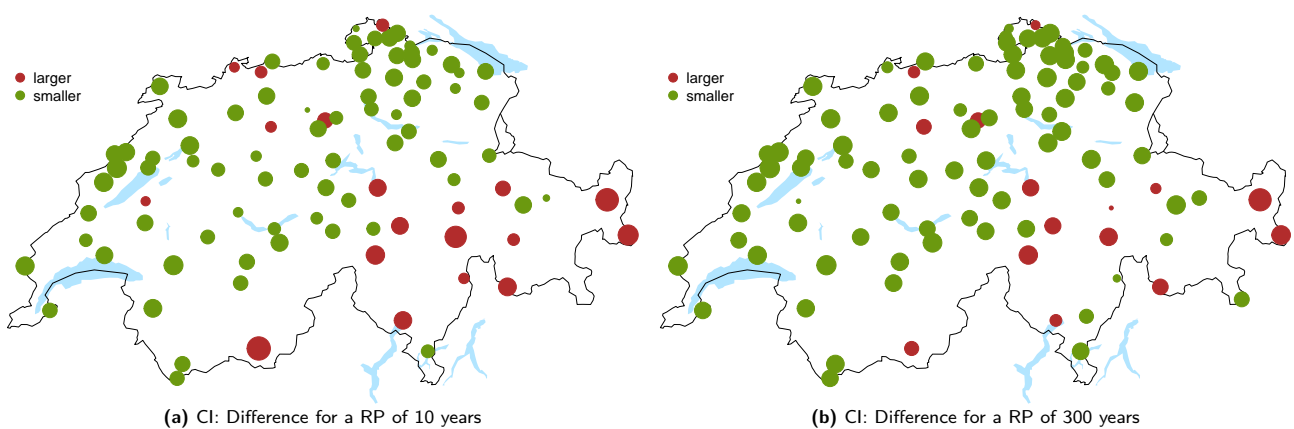 larger
smaller
larger
smaller
(a) CI: Difference for a RP of 10 years
(b) CI: Difference for a RP of 300 years